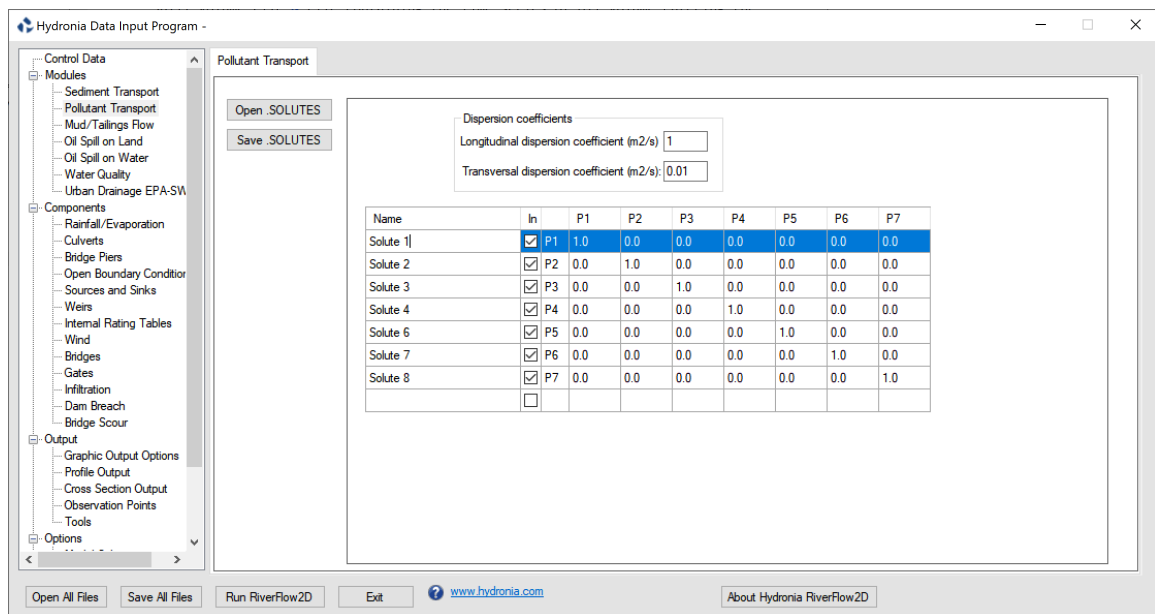 Hydronia Data Input Program -
Control Data
Modules
Sediment Transport
Pollutant Transport
Mud/Tailings Flow
Oil Spill on Land
Oil Spill on Water
Water Quality
Urban Drainage EPA-SW
Components
Rainfall/Evaporation
Culverts
Bridge Piers
Open Boundary Condition
Sources and Sinks
Weirs
Internal Rating Tables
Wind
Bridges
Gates
Infiltration
Dam Breach
Bridge Scour
Output
Graphic Output Options
Profile Output
Cross Section Output
Observation Points
Tools
Options
Pollutant Transport
Open .SOLUTES
Save .SOLUTES
Dispersion coefficients
Longitudinal dispersion coefficient (m2/s) 1
Transversal dispersion coefficient (m2/s): 0.01
Name In P1 P2 P3 P4 P5 P6 P7
Solute 1 P1 1.0 0.0 0.0 0.0 0.0 0.0 0.0
Solute 2 P2 0.0 1.0 0.0 0.0 0.0 0.0 0.0
Solute 3 P3 0.0 0.0 1.0 0.0 0.0 0.0 0.0
Solute 4 P4 0.0 0.0 0.0 1.0 0.0 0.0 0.0
Solute 6 P5 0.0 0.0 0.0 0.0 1.0 0.0 0.0
Solute 7 P6 0.0 0.0 0.0 0.0 0.0 1.0 0.0
Solute 8 P7 0.0 0.0 0.0 0.0 0.0 0.0 1.0
Open All Files Save All Files Run RiverFlow2D Exit ? www.hydronia.com About Hydronia RiverFlow2D